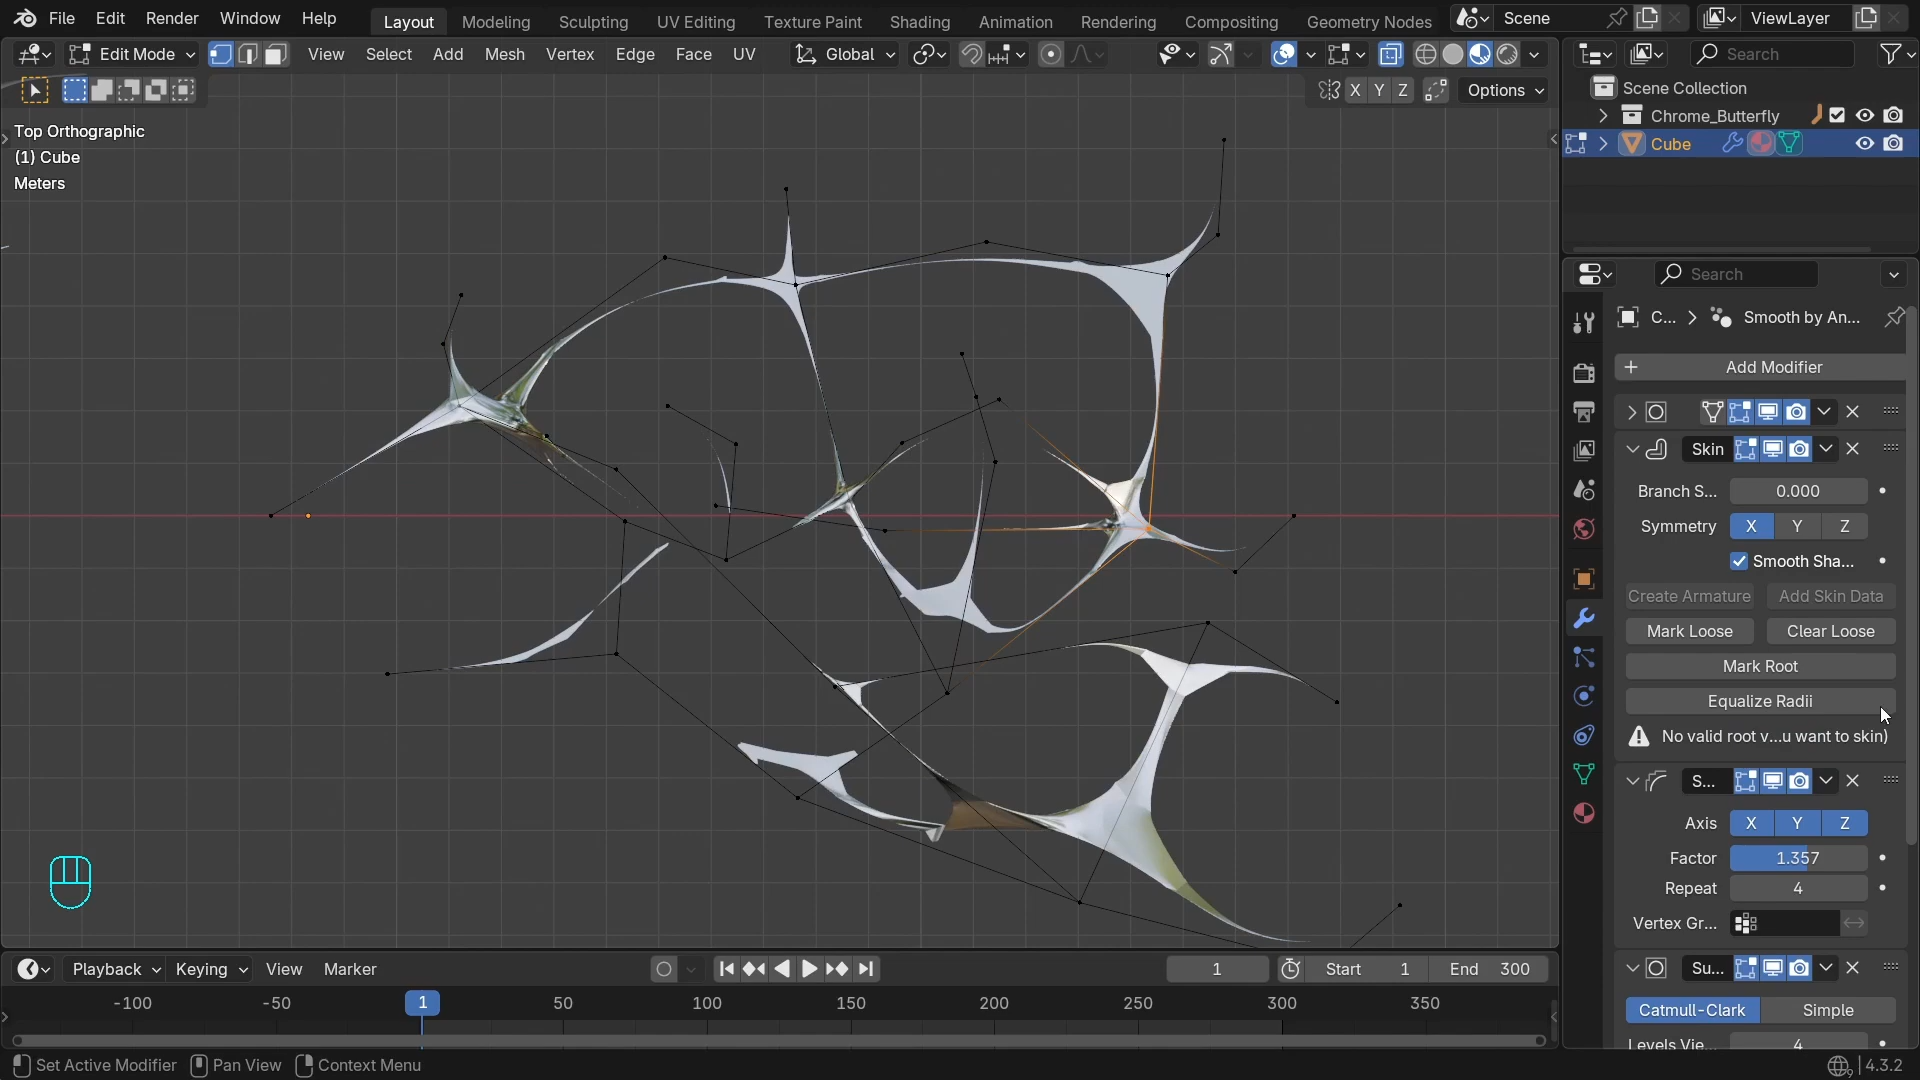 File Edit Render Window Help Layout Modeling Sculpting UV Editing Texture Paint Shading Animation Rendering Compositing Geometry Nodes Scene ViewLayer
Edit Mode View Select Add Mesh Vertex Edge Face UV Global Search
X Y Z Options
Scene Collection
Chrome_Butterfly
Cube
Top Orthographic
(1) Cube
Meters
Search
C... > Smooth by An...
+ Add Modifier
Skin
Branch S... 0.000
Symmetry X Y Z
Smooth Sha...
Create Armature Add Skin Data
Mark Loose Clear Loose
Mark Root
Equalize Radii
No valid root v...u want to skin)
S...
Axis X Y Z
Factor 1.357
Repeat 4
Vertex Gr...
Su...
Catmull-Clark Simple
Levels Vie... 4
Playback Keying View Marker 1 Start 1 End 300
-100 -50 1 50 100 150 200 250 300 350
Set Active Modifier Pan View Context Menu 4.3.2